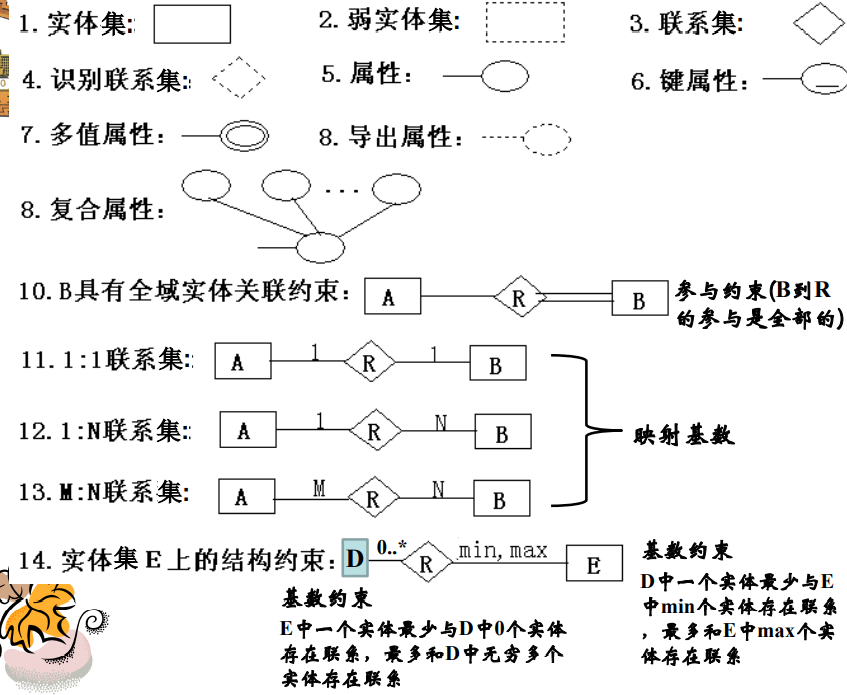 1. 实体集:
2. 弱实体集:
3. 联系集:
4. 识别联系集:
5. 属性:
6. 键属性:
7. 多值属性:
8. 导出属性:
...
8. 复合属性:
10. B具有全域实体关联约束: A R B 参与约束(B到R
的参与是全部的)
11. 1:1联系集: A 1 R 1 B
12. 1:N联系集: A 1 R N B
映射基数
13. M:N联系集: A M R N B
14. 实体集 E 上的结构约束: D 0..* R min,max E
基数约束
E中一个实体最少与D中0个实体
存在联系，最多和D中无穷多个
实体存在联系
基数约束
D中一个实体最少与E
中min个实体存在联系
，最多和E中max个实
体存在联系